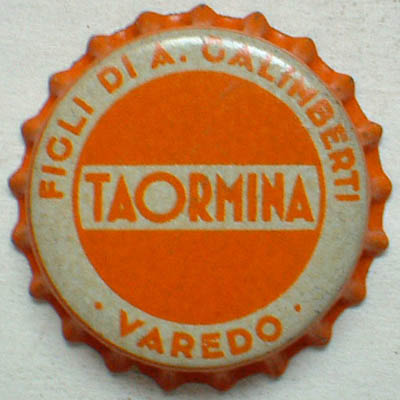 FIGLI DI A. GALIMBERTI
TAORMINA
· VAREDO ·